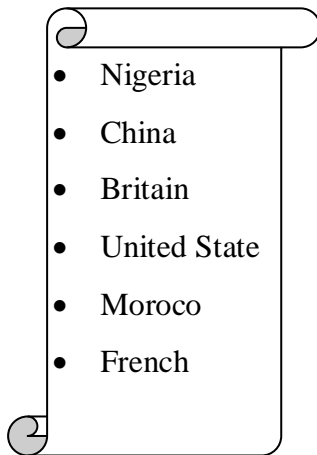 • Nigeria
• China
• Britain
• United State
• Moroco
• French